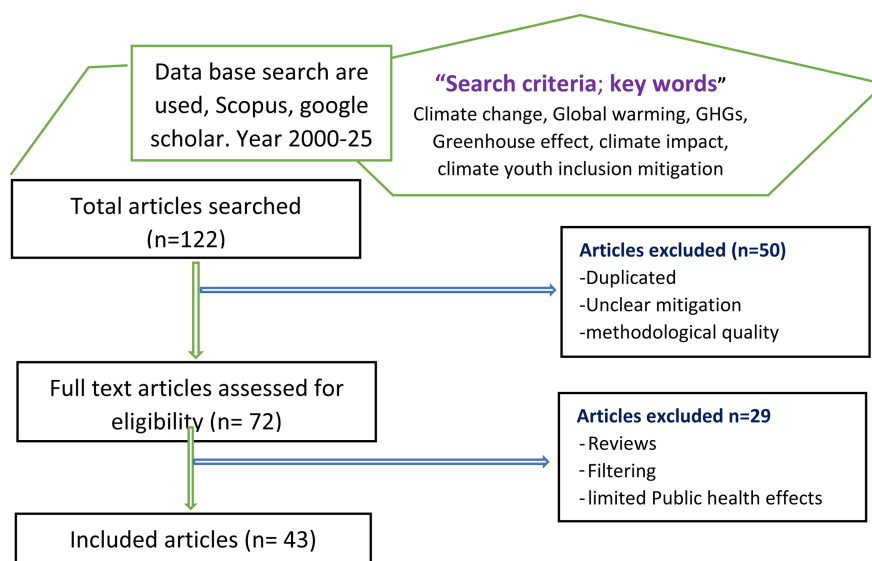 Data base search are
used, Scopus, google
scholar. Year 2000-25
“Search criteria; key words”
Climate change, Global warming, GHGs,
Greenhouse effect, climate impact,
climate youth inclusion mitigation
Total articles searched
(n=122)
Articles excluded (n=50)
-Duplicated
-Unclear mitigation
-methodological quality
Full text articles assessed for
eligibility (n= 72)
Articles excluded n=29
-Reviews
-Filtering
-limited Public health effects
Included articles (n= 43)